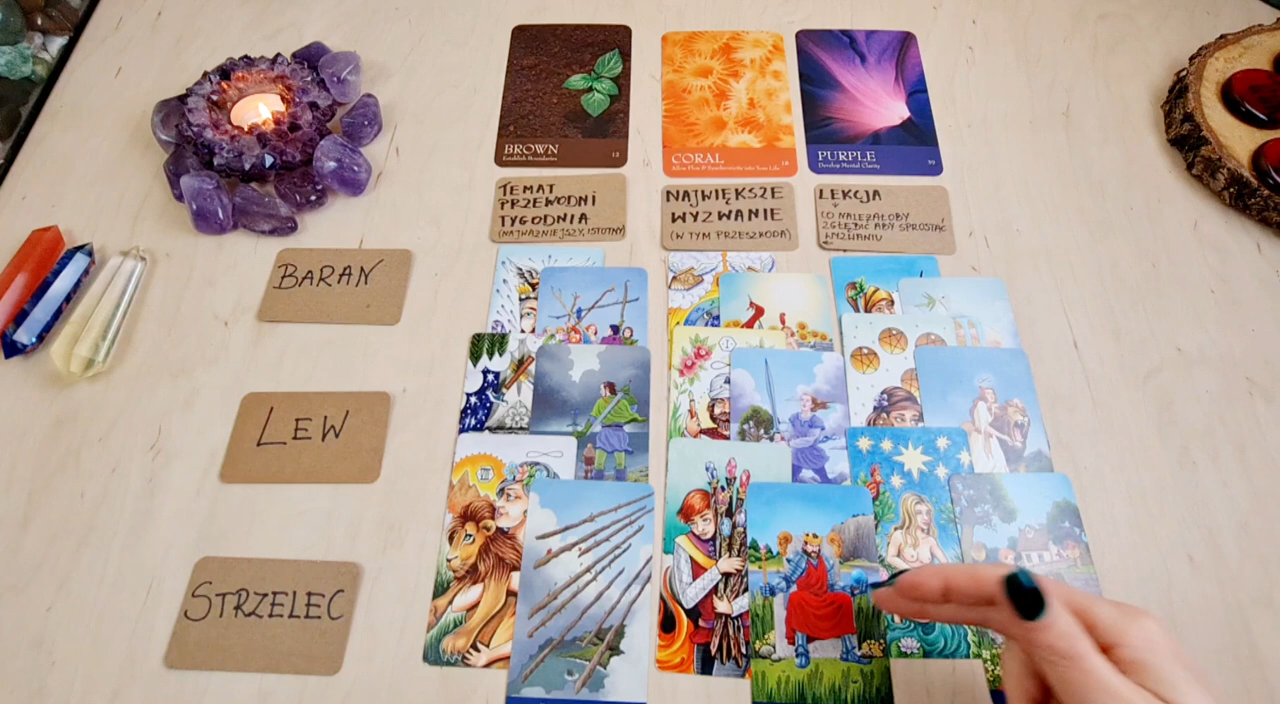 BROWN
Establish Boundaries
12
CORAL
Allow Flow & Synchronicity into Your Life
18
PURPLE
Develop Mental Clarity
TEMAT
PRZEWODNI
TYGODNIA
(NAJWAŻNIEJSZY, ISTOTNY)
NAJWIĘKSZE
WYZWANIE
(W TYM PRZESZKODA)
LEKCJA
CO NALEŻAŁOBY
ZGŁĘBIĆ ABY SPROSTAĆ
WYZWANIU
BARAN
LEW
STRZELEC